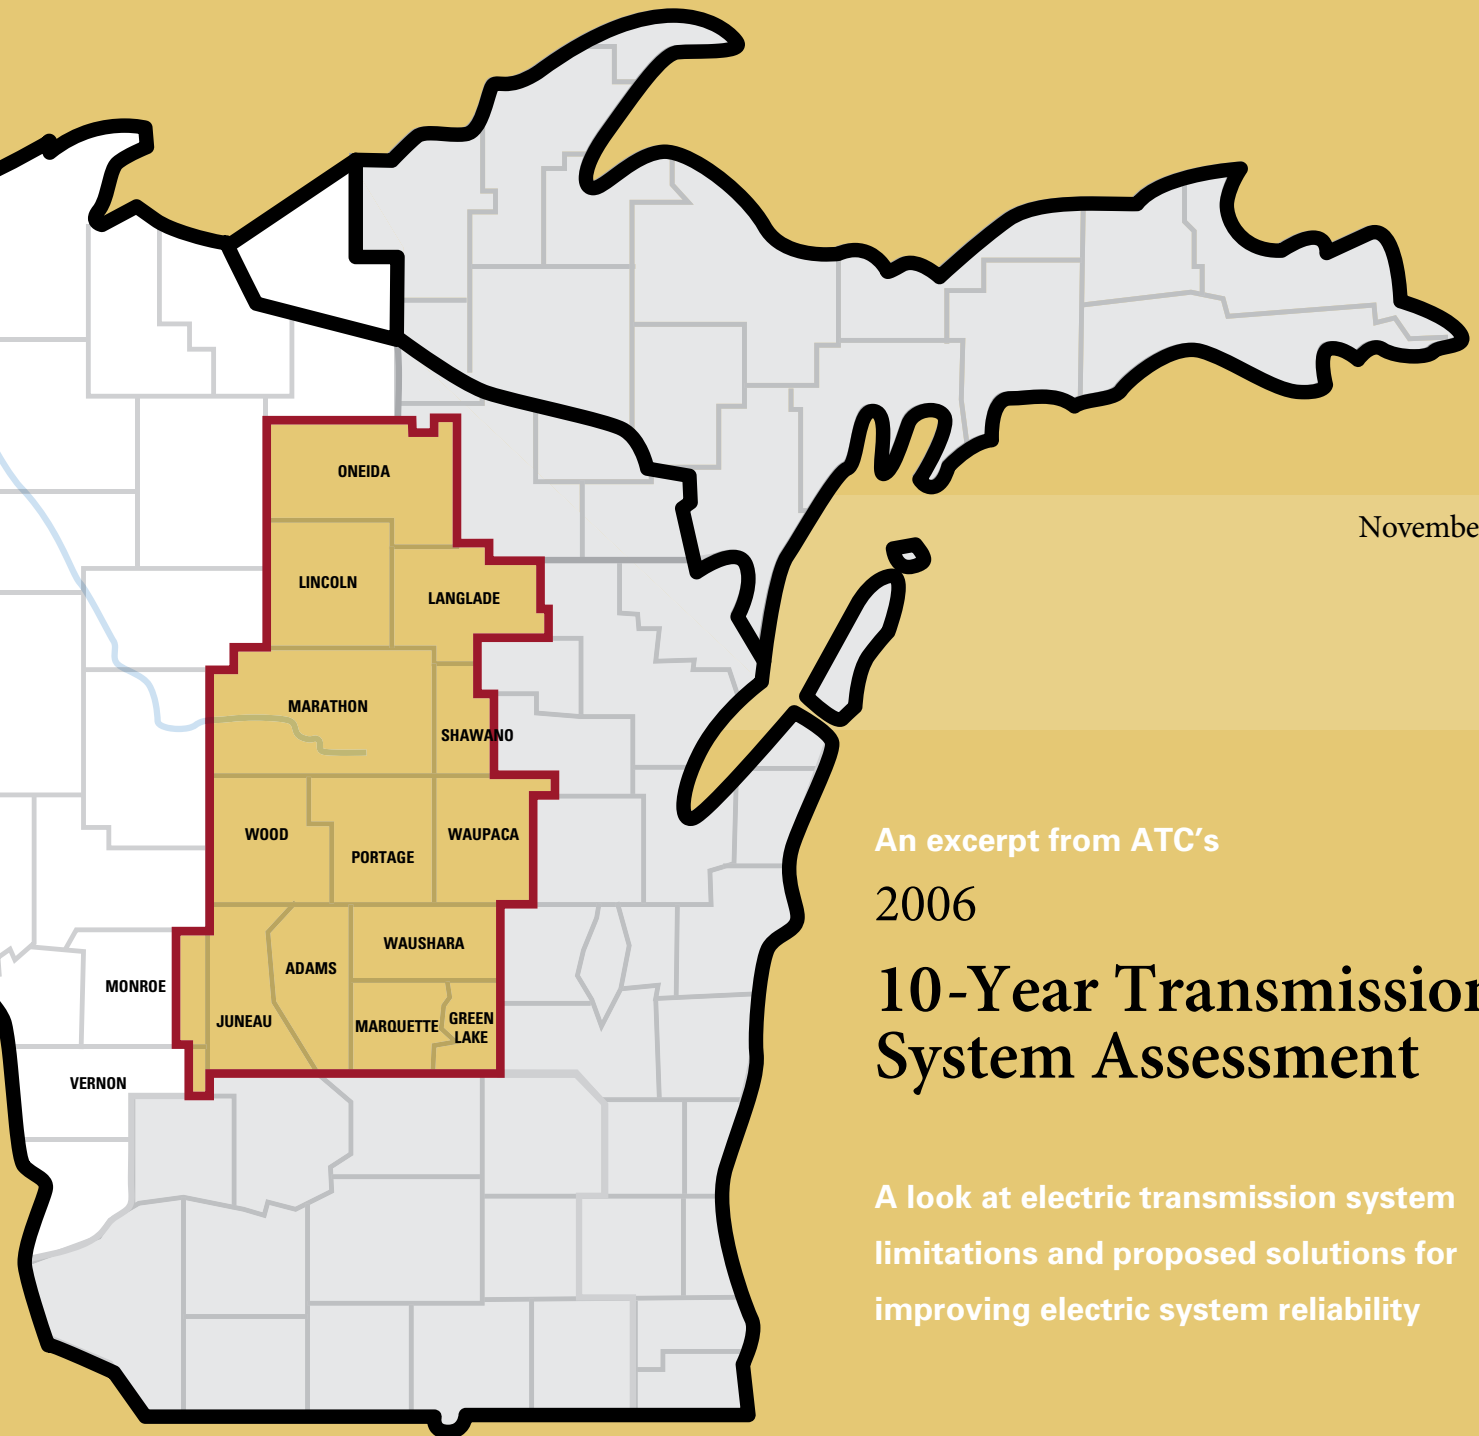 ONEIDA
Novembe
LINCOLN
LANGLADE
MARATHON
SHAWANO
WOOD
PORTAGE
WAUPACA
An excerpt from ATC's
2006
10-Year Transmission
System Assessment
WAUSHARA
ADAMS
MONROE
JUNEAU
MARQUETTE
GREEN
LAKE
VERNON
A look at electric transmission system
limitations and proposed solutions for
improving electric system reliability